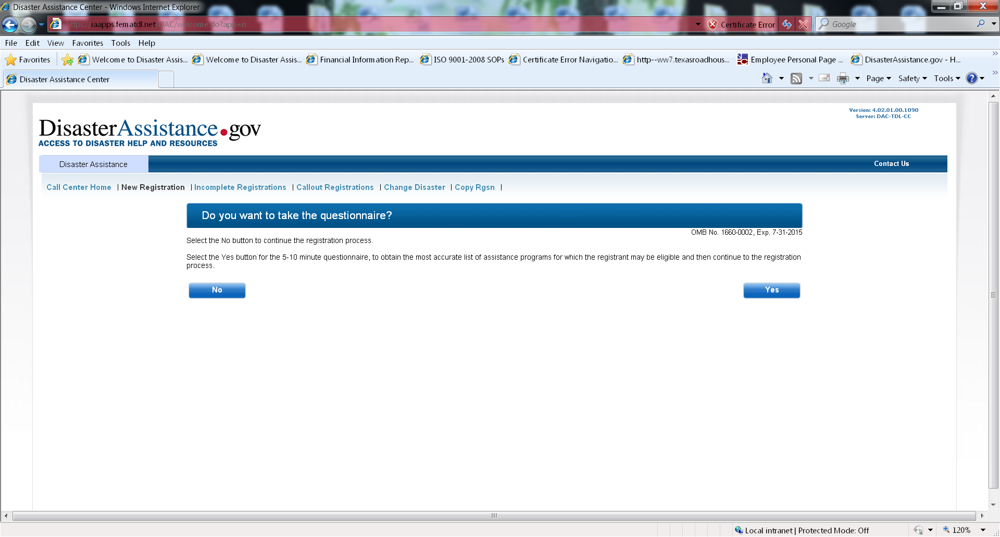 Disaster Assistance Center - Windows Internet Explorer
https://iaapps.fematdl.net/DAC/welcome.do?app=ri
Certificate Error
Google
File Edit View Favorites Tools Help
Favorites Welcome to Disaster Assis... Welcome to Disaster Assis... Financial Information Rep... ISO 9001-2008 SOPs Certificate Error Navigatio... http--ww7.texasroadhous... Employee Personal Page ... DisasterAssistance.gov - H...
Disaster Assistance Center
Page Safety Tools
Version: 4.02.01.00.1090
Server: DAC-TDL-CC
DisasterAssistance.gov
ACCESS TO DISASTER HELP AND RESOURCES
Disaster Assistance Contact Us
Call Center Home | New Registration | Incomplete Registrations | Callout Registrations | Change Disaster | Copy Rgsn |
Do you want to take the questionnaire?
OMB No. 1660-0002, Exp. 7-31-2015
Select the No button to continue the registration process.
Select the Yes button for the 5-10 minute questionnaire, to obtain the most accurate list of assistance programs for which the registrant may be eligible and then continue to the registration
process.
No Yes
Local intranet | Protected Mode: Off 120%